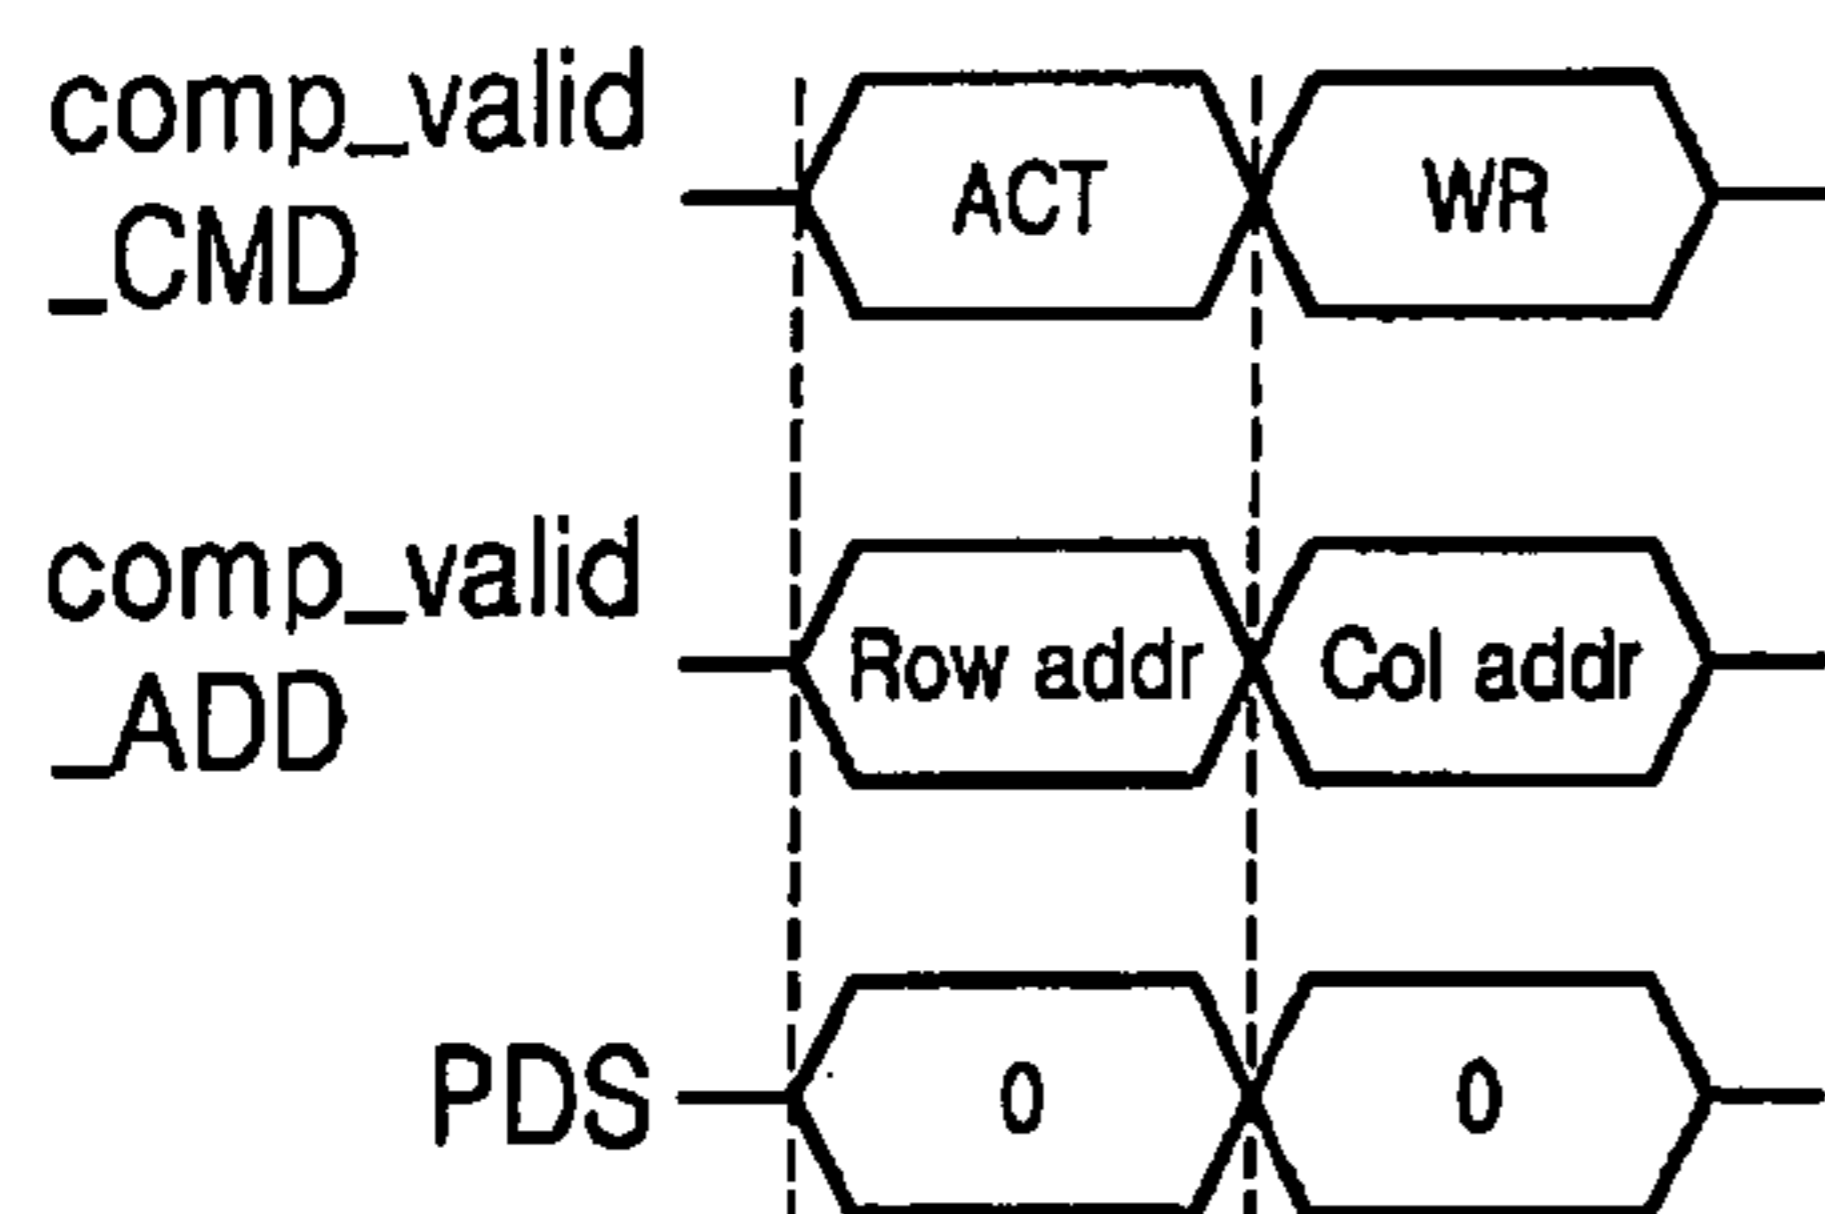 comp_valid
_CMD
ACT WR
comp_valid
_ADD
Row addr Col addr
PDS 0 0